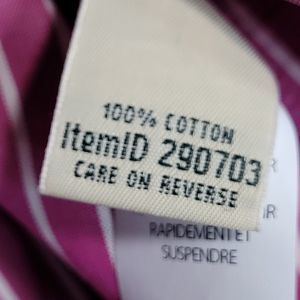 100% COTTON
ItemID 290703
CARE ON REVERSE
RAPIDEMENT ET
SUSPENDRE